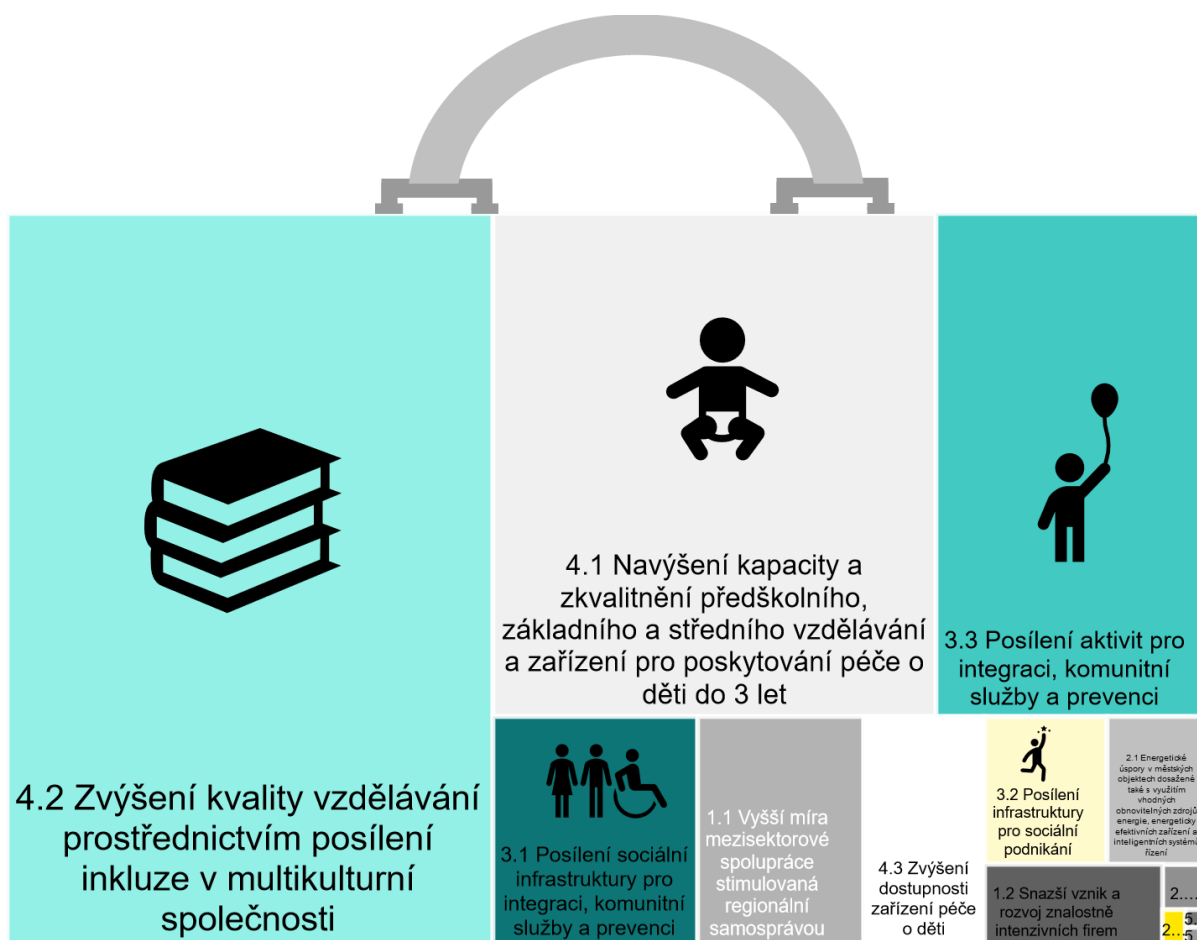 4.2 Zvýšení kvality vzdělávání
prostřednictvím posílení
inkluze v multikulturní
společnosti
4.1 Navýšení kapacity a
zkvalitnění předškolního,
základního a středního vzdělávání
a zařízení pro poskytování péče o
děti do 3 let
3.3 Posílení aktivit pro
integraci, komunitní
služby a prevenci
3.1 Posílení sociální
infrastruktury pro
integraci, komunitní
služby a prevenci
1.1 Vyšší míra
mezisektorové
spolupráce
stimulovaná
regionální
samosprávou
4.3 Zvýšení
dostupnosti
zařízení péče
o děti
3.2 Posílení
infrastruktury
pro sociální
podnikání
2.1 Energetické
úspory v městských
objektech dosažené
také s využitím
vhodných
obnovitelných zdrojů
energie, energeticky
efektivních zařízení a
inteligentních systémů
řízení
1.2 Snazší vznik a
rozvoj znalostně
intenzivních firem
2....
2...
5.
5